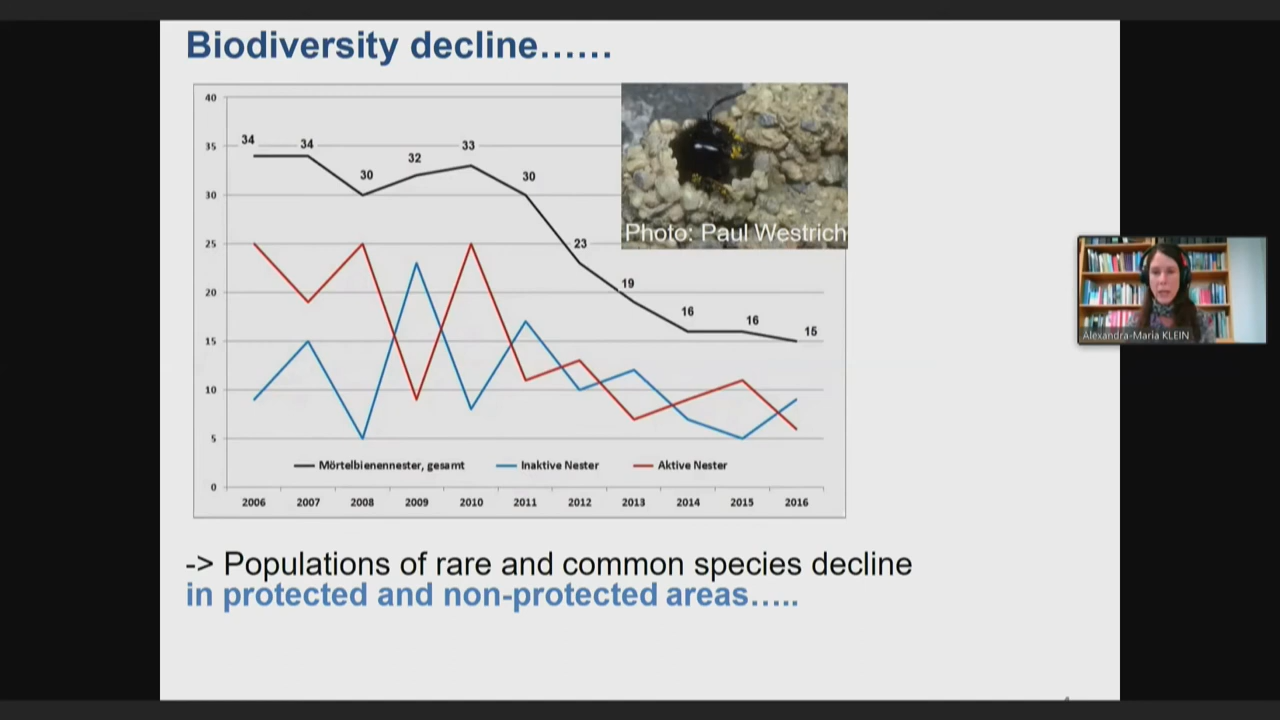 Biodiversity decline......
40
35
30
25
20
15
10
5
0
34
34
30
32
33
30
23
19
16
16
15
Photo: Paul Westrich
Mörtelbienennester, gesamt
Inaktive Nester
Aktive Nester
2006 2007 2008 2009 2010 2011 2012 2013 2014 2015 2016
-> Populations of rare and common species decline
in protected and non-protected areas.....
Alexandra-Maria KLEIN